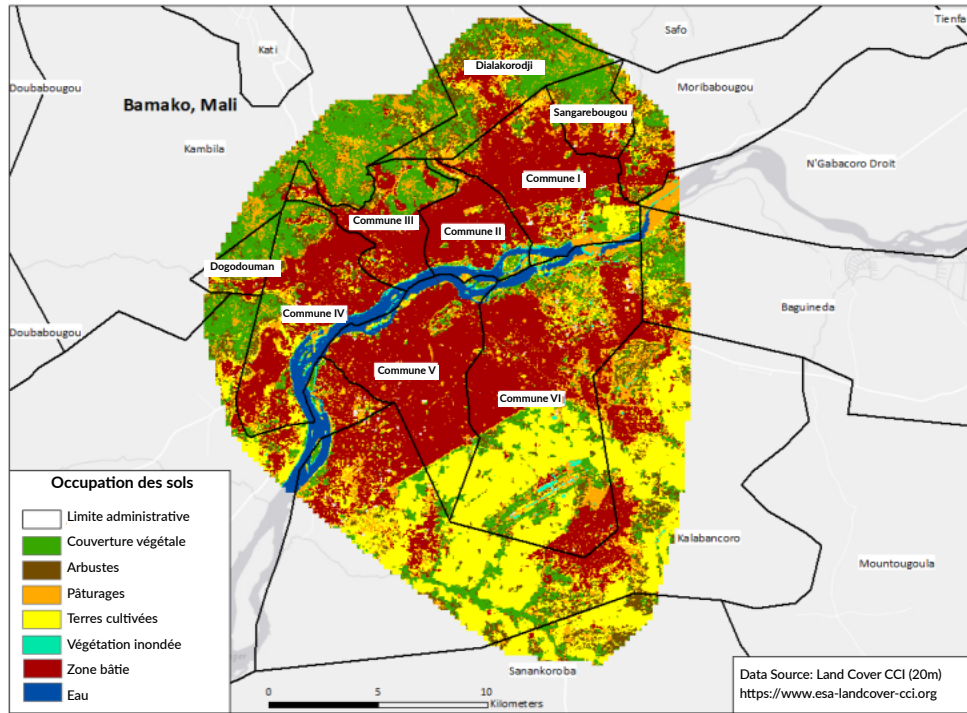 Tienfa
Safo
Kati
Dialakorodji
Doubabougou
Moribabougou
Bamako, Mali
Sangarebougou
Kambila
N'Gabacoro Droit
Commune I
Commune III
Commune II
Dogodouman
Baguineda
Commune IV
Doubabougou
Commune V
Commune VI
Occupation des sols
Limite administrative
Couverture végétale
Arbustes
Pâturages
Terres cultivées
Végétation inondée
Zone bâtie
Eau
Kalabancoro
Mountougoula
Sanankoroba
0 5 10
Kilometers
Data Source: Land Cover CCI (20m)
https://www.esa-landcover-cci.org